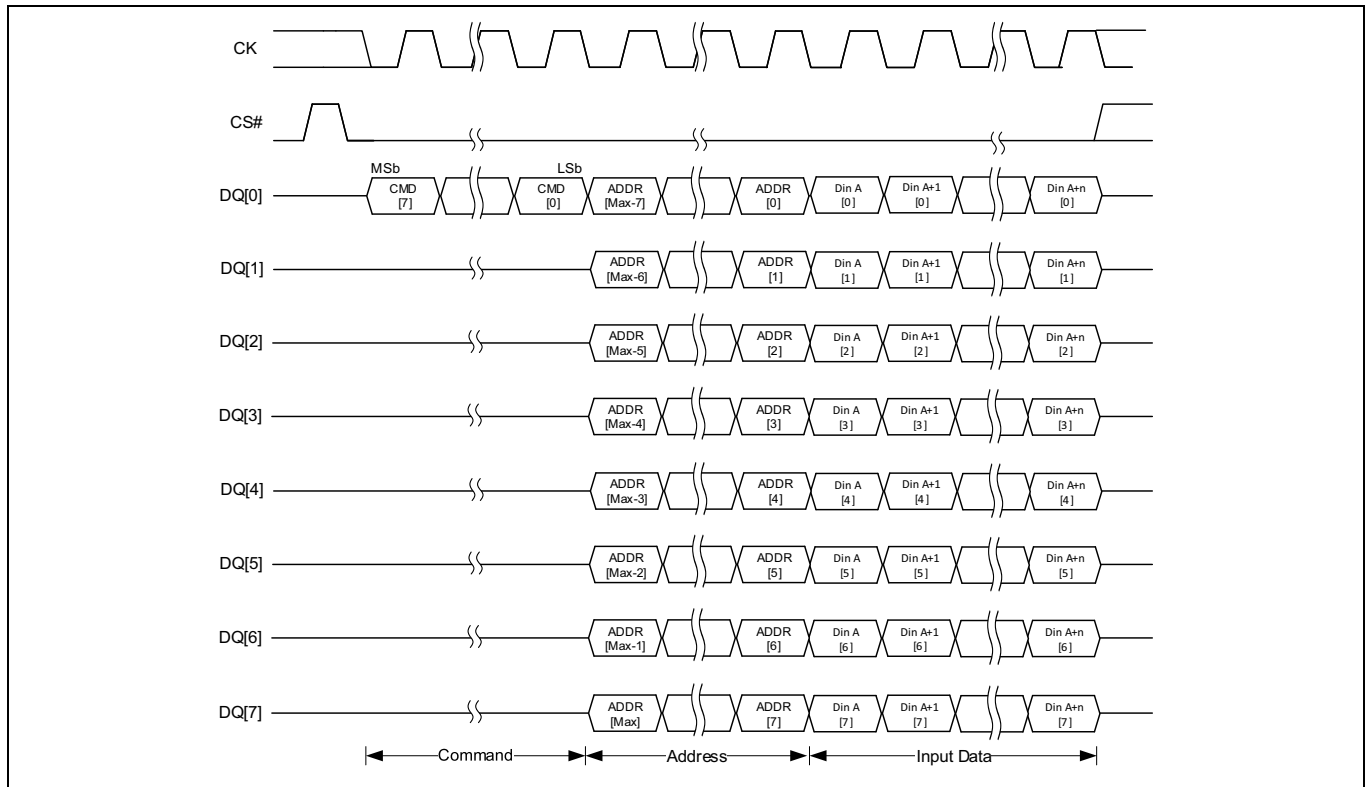 CK
CS#
MSb LSb
DQ[0] CMD CMD ADDR ADDR Din A Din A+1 Din A+n
[7] [0] [Max-7] [0] [0] [0] [0]
DQ[1] ADDR ADDR Din A Din A+1 Din A+n
[Max-6] [1] [1] [1] [1]
DQ[2] ADDR ADDR Din A Din A+1 Din A+n
[Max-5] [2] [2] [2] [2]
DQ[3] ADDR ADDR Din A Din A+1 Din A+n
[Max-4] [3] [3] [3] [3]
DQ[4] ADDR ADDR Din A Din A+1 Din A+n
[Max-3] [4] [4] [4] [4]
DQ[5] ADDR ADDR Din A Din A+1 Din A+n
[Max-2] [5] [5] [5] [5]
DQ[6] ADDR ADDR Din A Din A+1 Din A+n
[Max-1] [6] [6] [6] [6]
DQ[7] ADDR ADDR Din A Din A+1 Din A+n
[Max] [7] [7] [7] [7]
Command Address Input Data